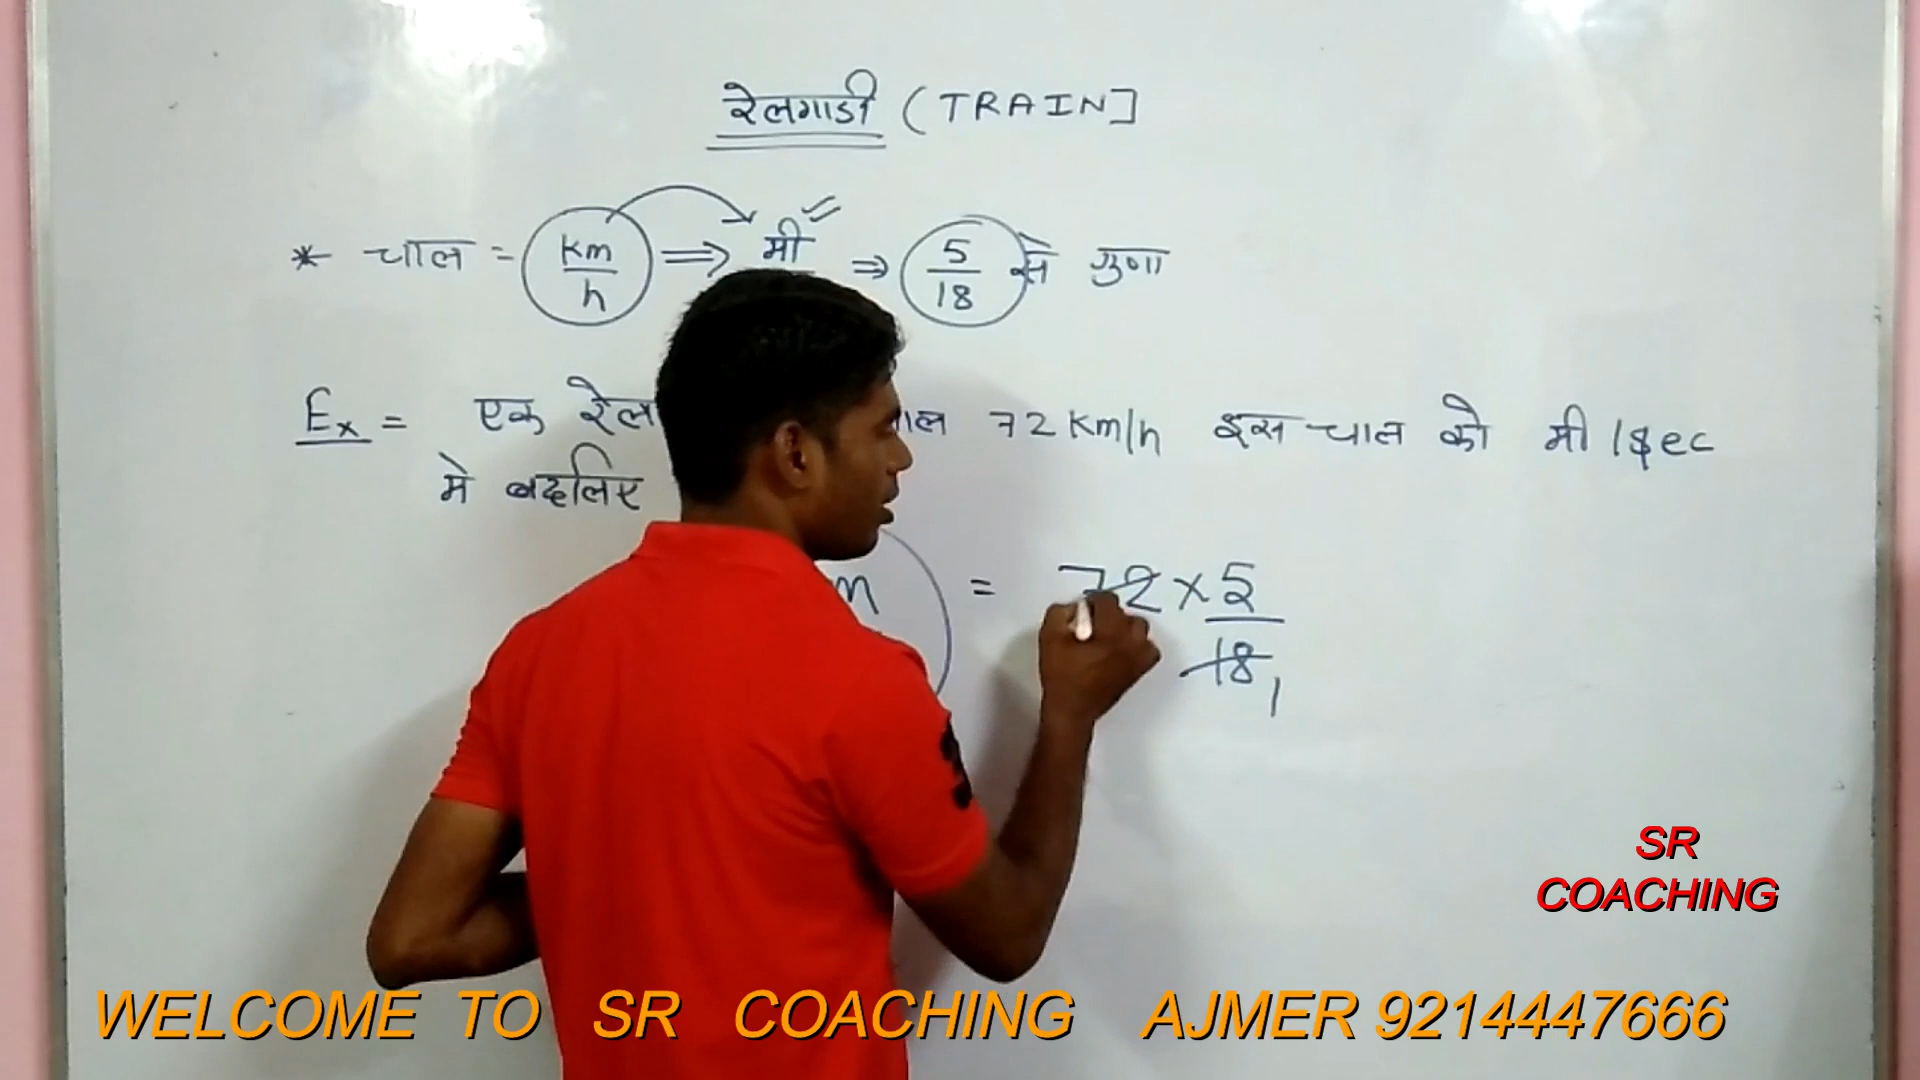 रेलगाडी (TRAIN]
* चाल = km/h ⇒ मी ⇒ 5/18 से गुणा
Ex = एक रेल 72 Km/h इस चाल को मी /sec
मे बदलिए
= 72 × 5
18 1
SR
COACHING
WELCOME TO SR COACHING AJMER 9214447666